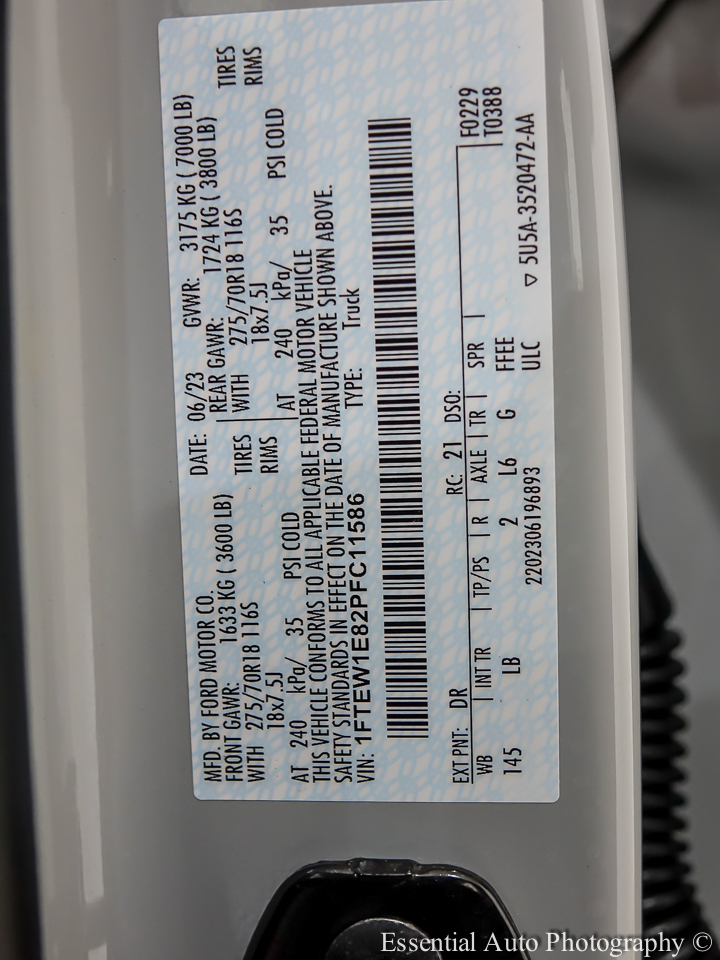 MFD. BY FORD MOTOR CO. DATE: 06/23 GVWR: 3175 KG ( 7000 LB)
FRONT GAWR: 1633 KG ( 3600 LB) REAR GAWR: 1724 KG ( 3800 LB)
WITH 275/70R18 116S TIRES WITH 275/70R18 116S TIRES
18x7.5J RIMS 18x7.5J RIMS
AT 240 kPa/ 35 PSI COLD AT 240 kPa/ 35 PSI COLD
THIS VEHICLE CONFORMS TO ALL APPLICABLE FEDERAL MOTOR VEHICLE
SAFETY STANDARDS IN EFFECT ON THE DATE OF MANUFACTURE SHOWN ABOVE.
VIN: 1FTEW1E82PFC11586 TYPE: Truck
EXT PNT: DR RC: 21 DSO: F0229
WB INT TR TP/PS R AXLE TR SPR T0388
145 LB 2 L6 G FFEE
2202306196893 ULC ▽ 5U5A-3520472-AA
Essential Auto Photography ©